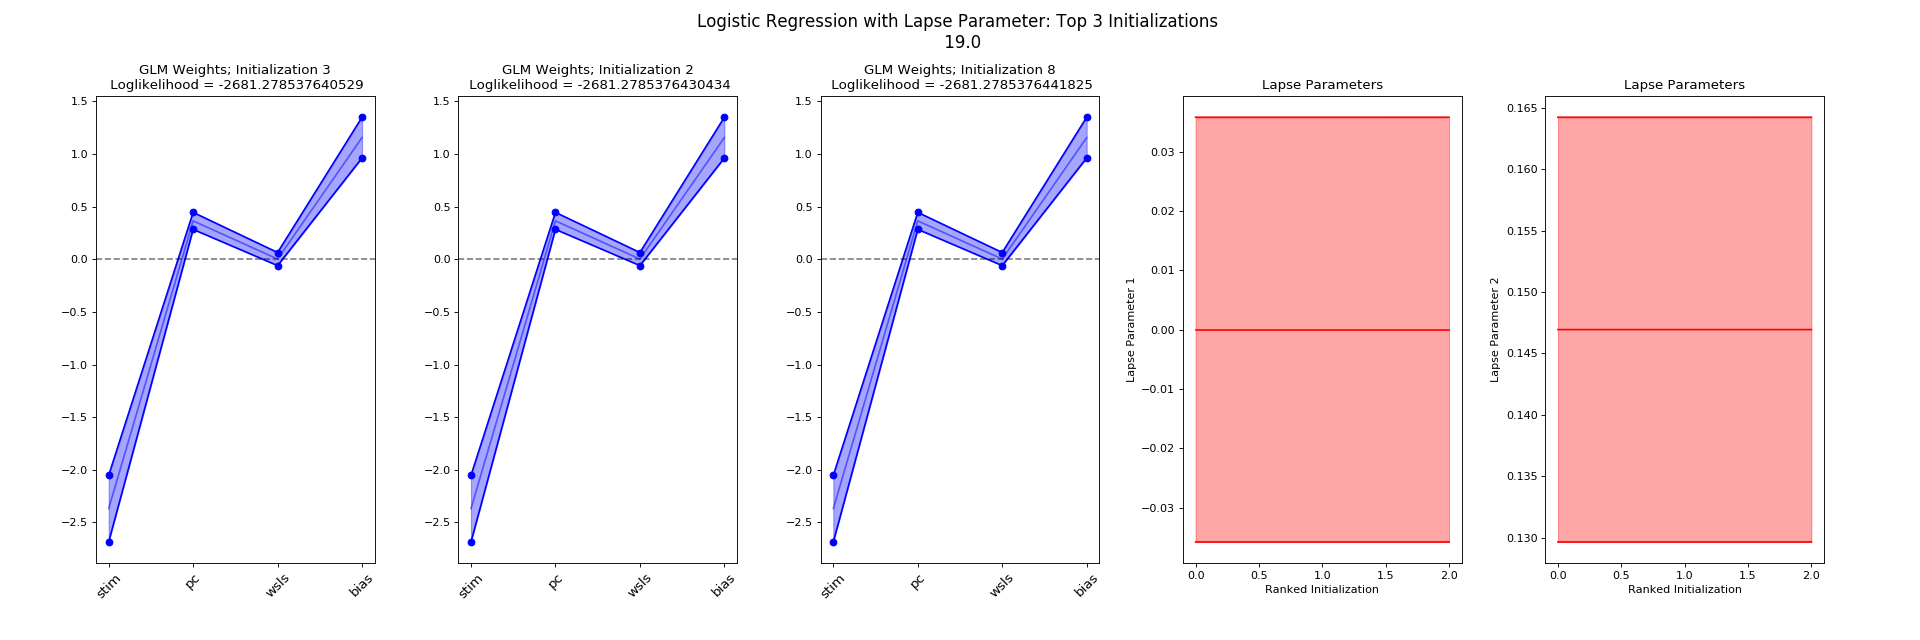 Logistic Regression with Lapse Parameter: Top 3 Initializations
19.0
GLM Weights; Initialization 3
Loglikelihood = -2681.278537640529
1.5
1.0
0.5
0.0
−0.5
−1.0
−1.5
−2.0
−2.5
stim
pc
wsls
bias
GLM Weights; Initialization 2
Loglikelihood = -2681.2785376430434
1.5
1.0
0.5
0.0
−0.5
−1.0
−1.5
−2.0
−2.5
stim
pc
wsls
bias
GLM Weights; Initialization 8
Loglikelihood = -2681.2785376441825
1.5
1.0
0.5
0.0
−0.5
−1.0
−1.5
−2.0
−2.5
stim
pc
wsls
bias
Lapse Parameters
Lapse Parameter 1
0.03
0.02
0.01
0.00
−0.01
−0.02
−0.03
0.0 0.5 1.0 1.5 2.0
Ranked Initialization
Lapse Parameters
Lapse Parameter 2
0.165
0.160
0.155
0.150
0.145
0.140
0.135
0.130
0.0 0.5 1.0 1.5 2.0
Ranked Initialization